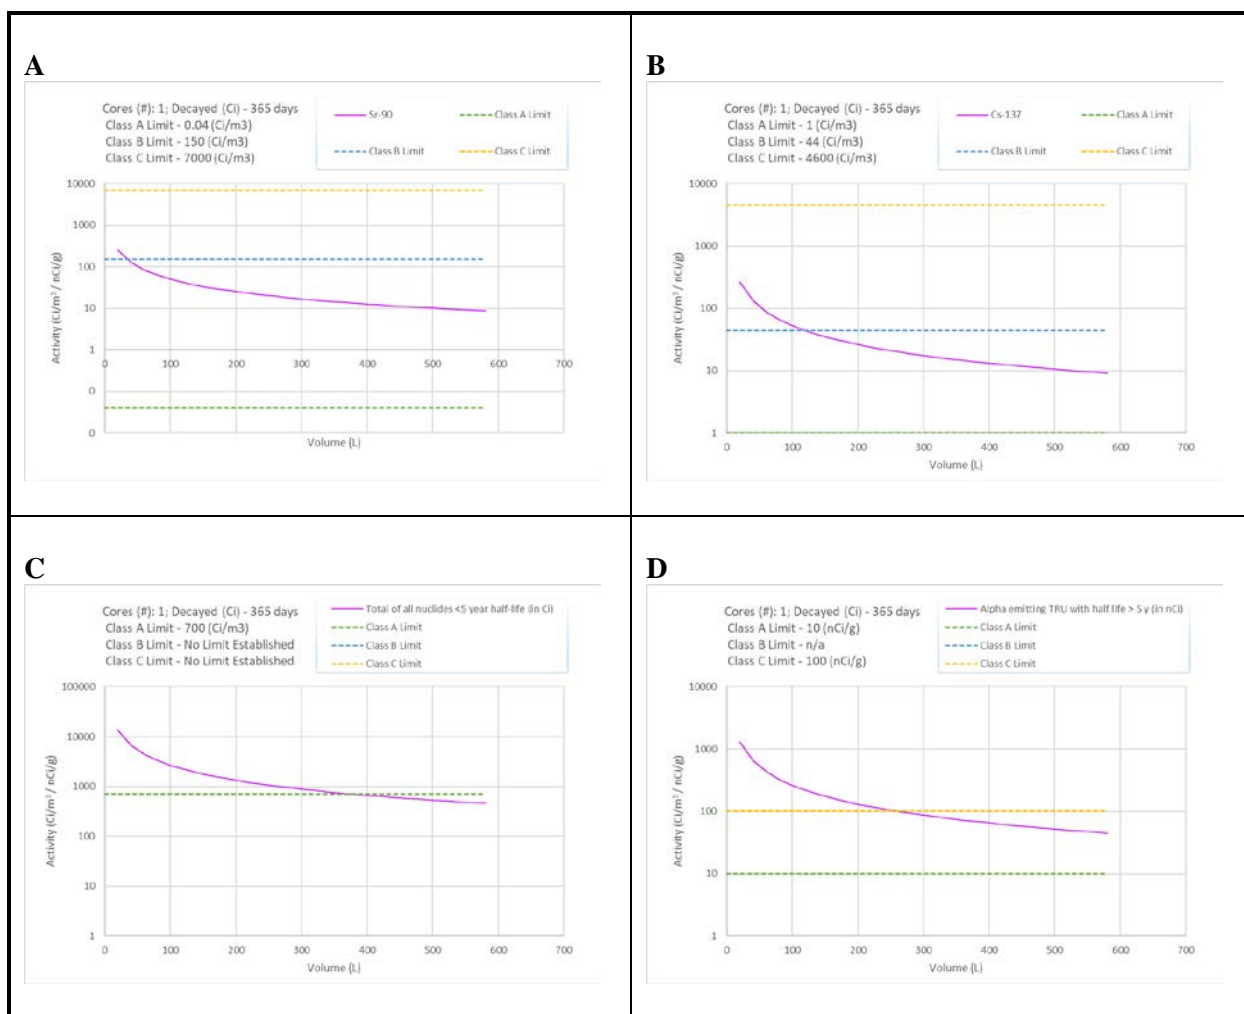 A
Cores (#): 1; Decayed (Ci) - 365 days
Class A Limit - 0.04 (Ci/m3)
Class B Limit - 150 (Ci/m3)
Class C Limit - 7000 (Ci/m3)
Sr-90
Class A Limit
Class B Limit
Class C Limit
10000
1000
100
10
1
0
0
0 100 200 300 400 500 600 700
Activity (Ci/m³ / nCi/g)
Volume (L)
B
Cores (#): 1; Decayed (Ci) - 365 days
Class A Limit - 1 (Ci/m3)
Class B Limit - 44 (Ci/m3)
Class C Limit - 4600 (Ci/m3)
Cs-137
Class A Limit
Class B Limit
Class C Limit
10000
1000
100
10
1
0 100 200 300 400 500 600 700
Activity (Ci/m³ / nCi/g)
Volume (L)
C
Cores (#): 1; Decayed (Ci) - 365 days
Class A Limit - 700 (Ci/m3)
Class B Limit - No Limit Established
Class C Limit - No Limit Established
Total of all nuclides <5 year half-life (in Ci)
Class A Limit
Class B Limit
Class C Limit
100000
10000
1000
100
10
1
0 100 200 300 400 500 600 700
Activity (Ci/m³ / nCi/g)
Volume (L)
D
Cores (#): 1; Decayed (Ci) - 365 days
Class A Limit - 10 (nCi/g)
Class B Limit - n/a
Class C Limit - 100 (nCi/g)
Alpha emitting TRU with half life > 5 y (in nCi)
Class A Limit
Class B Limit
Class C Limit
10000
1000
100
10
1
0 100 200 300 400 500 600 700
Activity (Ci/m³ / nCi/g)
Volume (L)